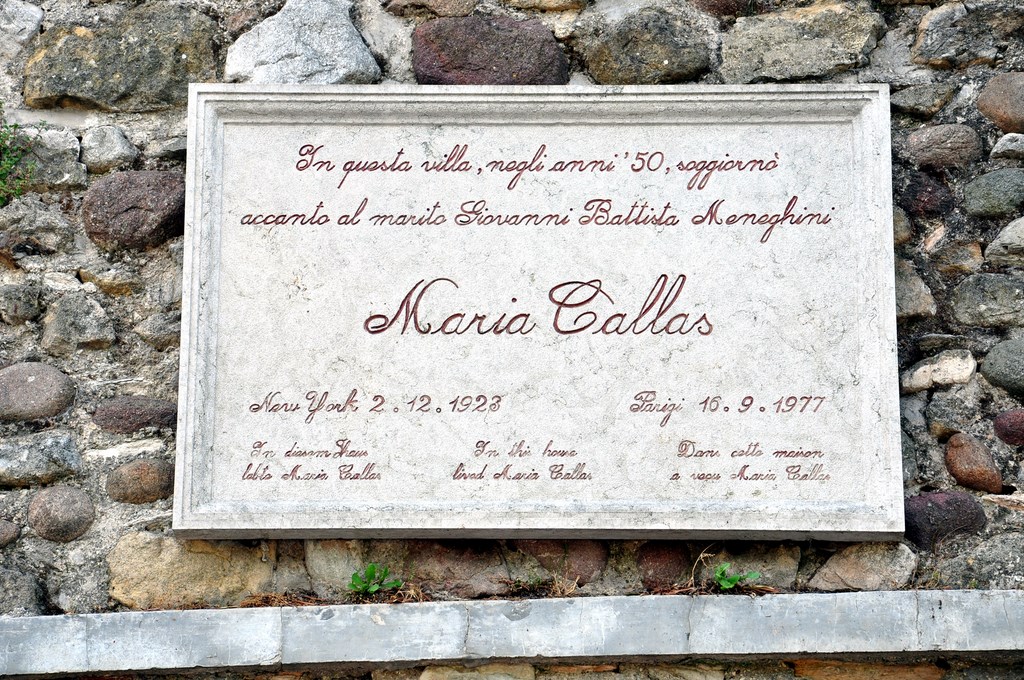 In questa villa, negli anni '50, soggiornò
accanto al marito Giovanni Battista Meneghini
Maria Callas
New York 2.12.1923 Parigi 16.9.1977
In diesem Haus In this house Dans cette maison
lebte Maria Callas lived Maria Callas a vécu Maria Callas